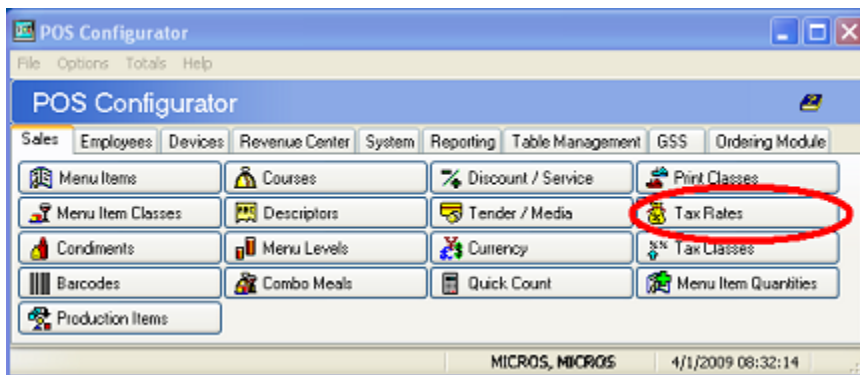 POS Configurator
File Options Totals Help
POS Configurator
Sales Employees Devices Revenue Center System Reporting Table Management GSS Ordering Module
Menu Items Courses Discount / Service Print Classes
Menu Item Classes Descriptors Tender / Media Tax Rates
Condiments Menu Levels Currency Tax Classes
Barcodes Combo Meals Quick Count Menu Item Quantities
Production Items
MICROS, MICROS 4/1/2009 08:32:14